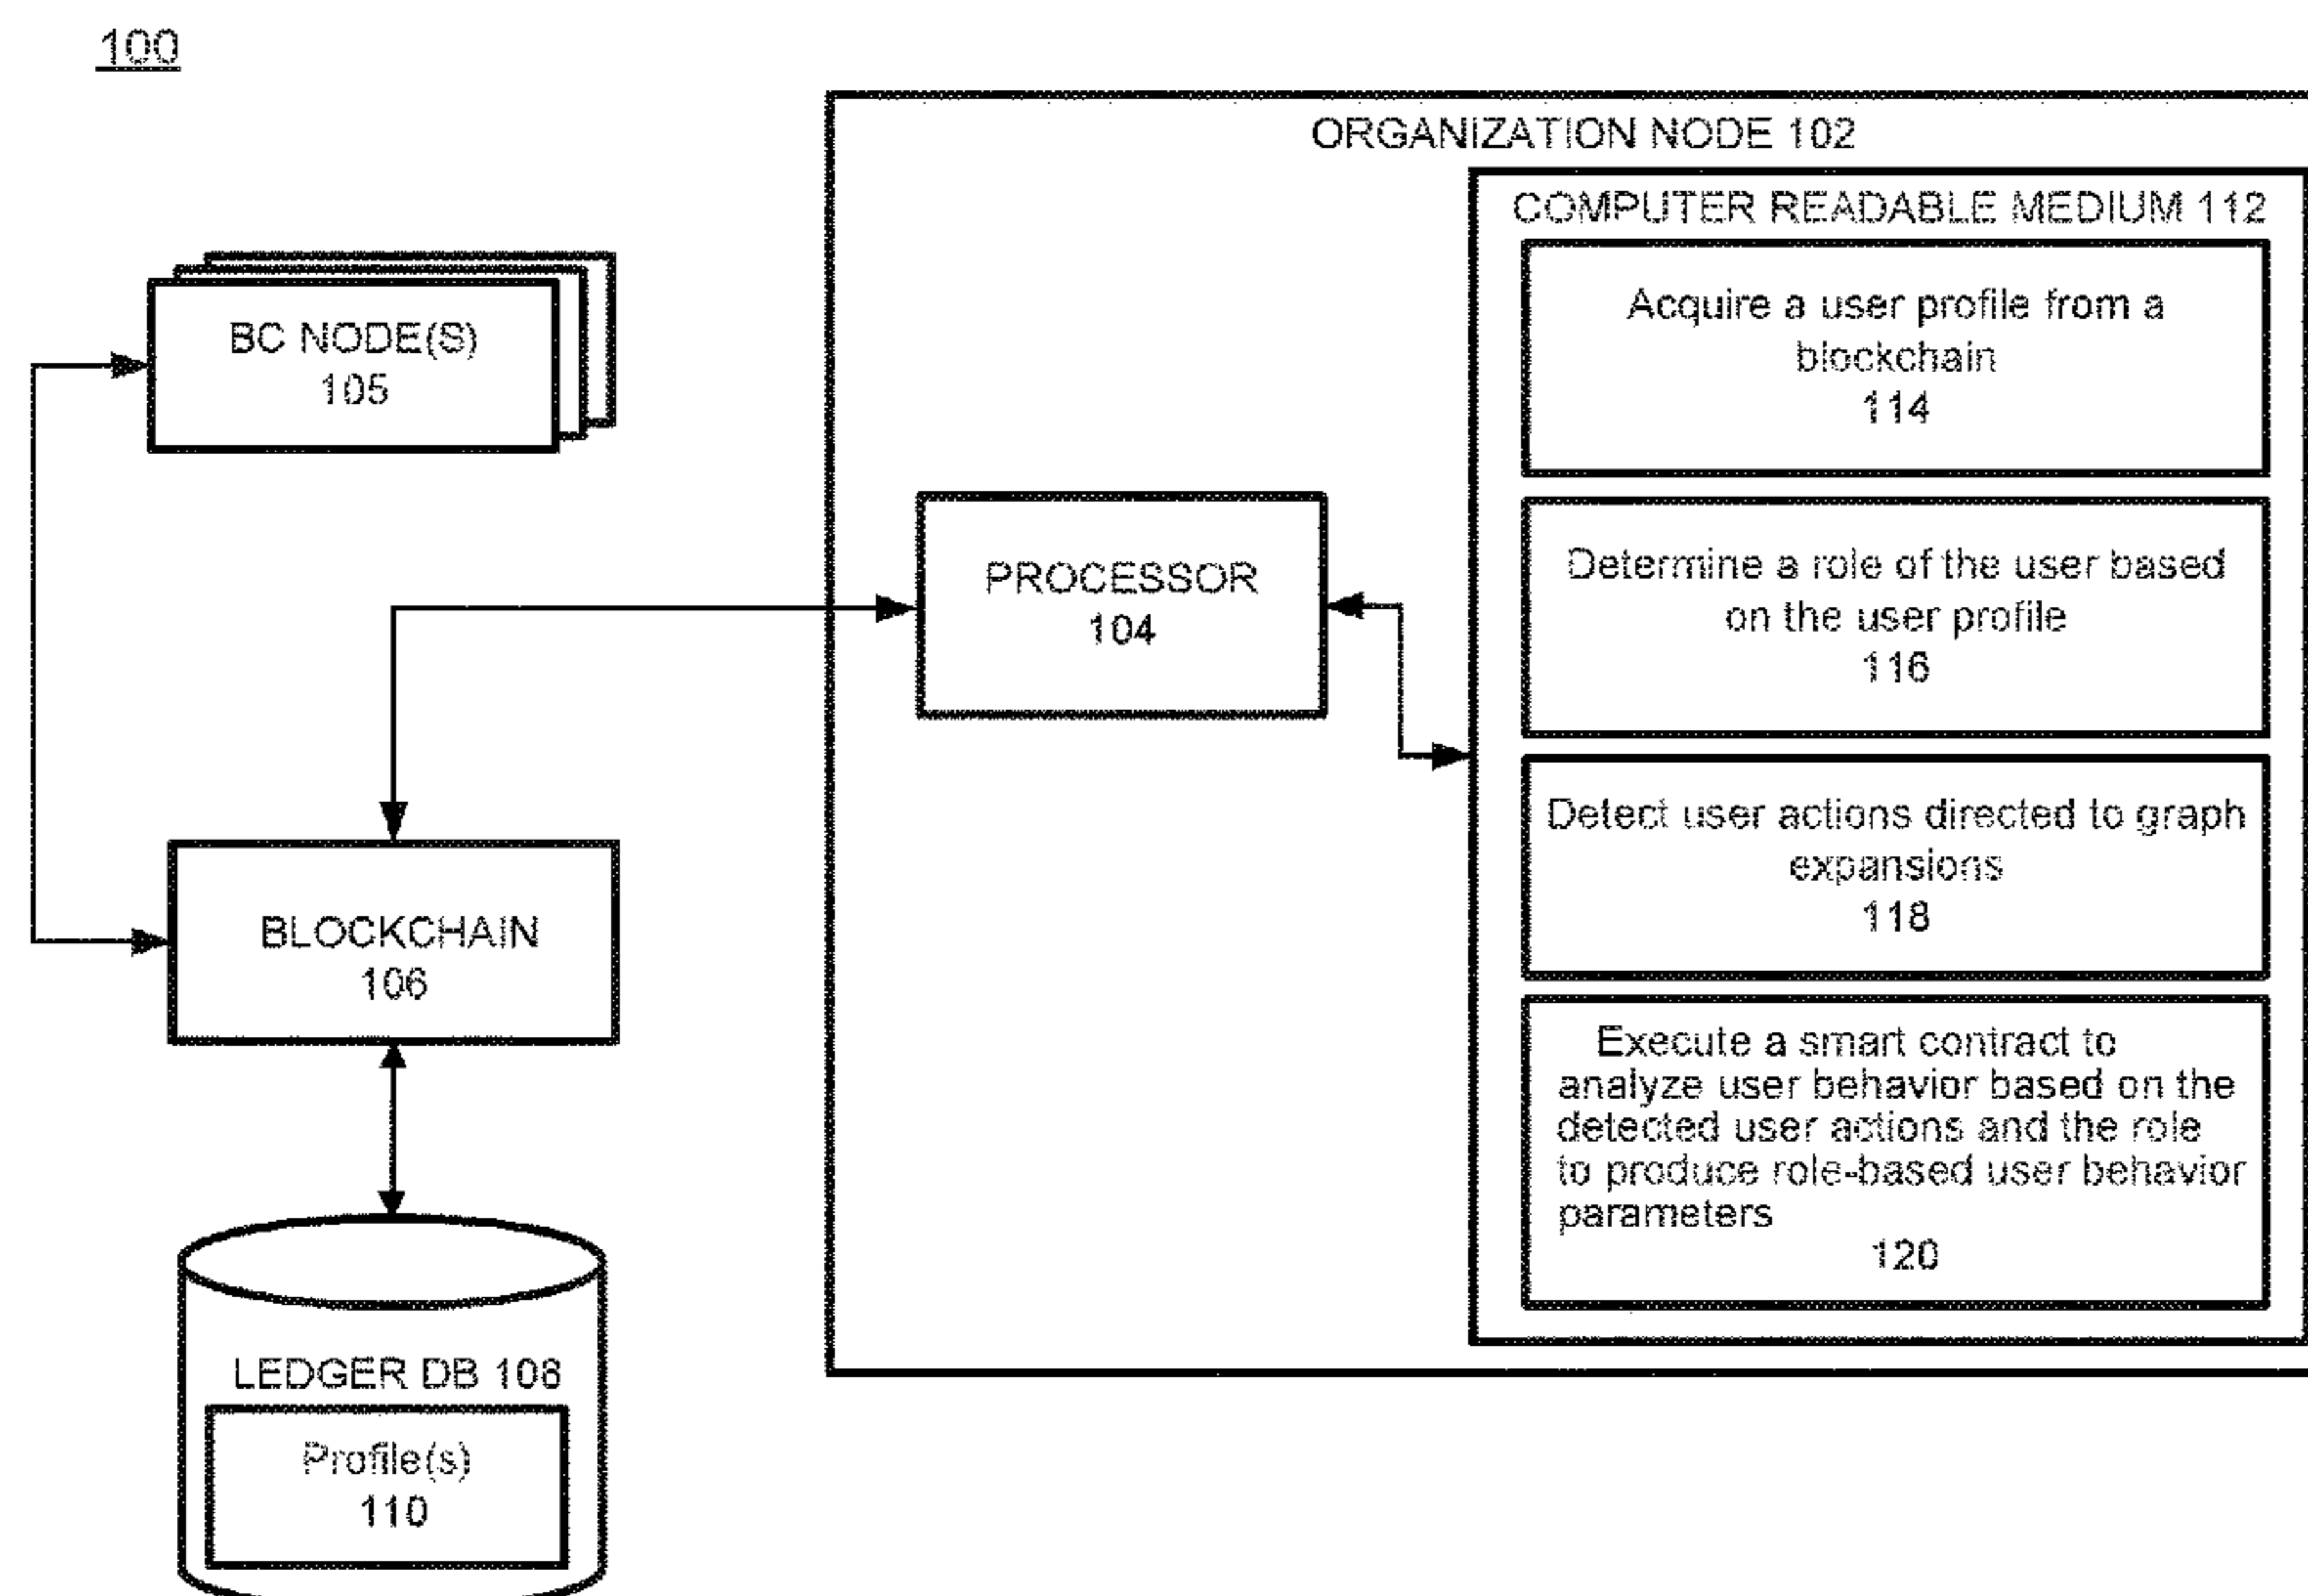 100
ORGANIZATION NODE 102
COMPUTER READABLE MEDIUM 112
BC NODE(S)
105
Acquire a user profile from a
blockchain
114
PROCESSOR
104
Determine a role of the user based
on the user profile
116
Detect user actions directed to graph
expansions
118
BLOCKCHAIN
106
Execute a smart contract to
analyze user behavior based on the
detected user actions and the role
to produce role-based user behavior
parameters
120
LEDGER DB 108
Profile(s)
110